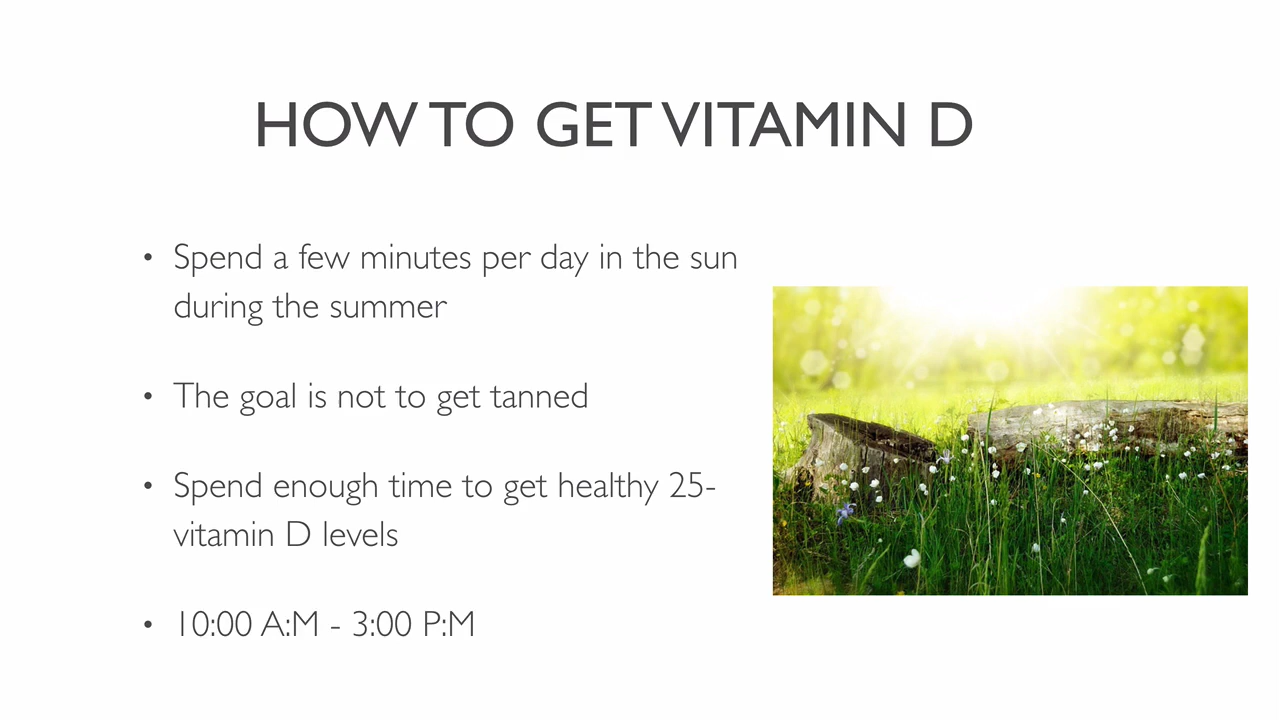 HOW TO GET VITAMIN D
• Spend a few minutes per day in the sun
during the summer
• The goal is not to get tanned
• Spend enough time to get healthy 25-
vitamin D levels
• 10:00 A:M - 3:00 P:M